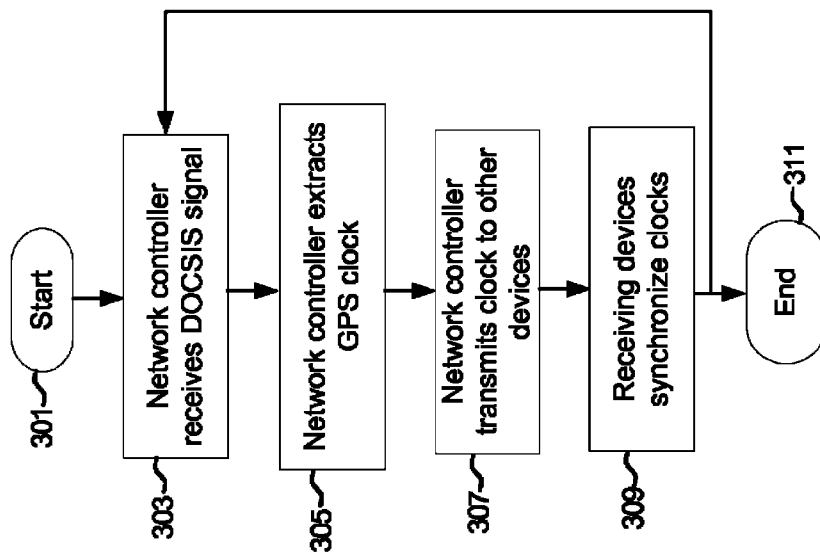 Start
301
Network controller
receives DOCSIS signal
303
Network controller extracts
GPS clock
305
Network controller
transmits clock to other
devices
307
Receiving devices
synchronize clocks
309
End
311